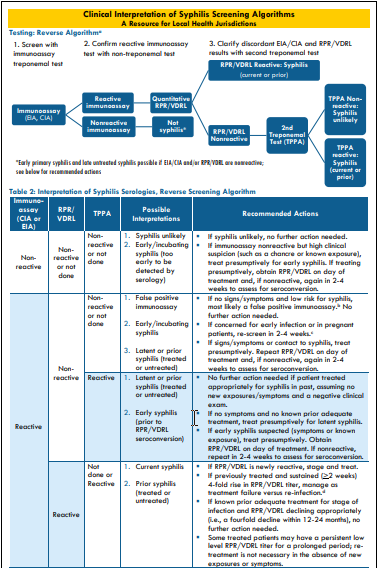 Clinical Interpretation of Syphilis Screening Algorithms
A Resource for Local Health Jurisdictions
Testing: Reverse Algorithmᵃ
1. Screen with
immunoassay
treponemal test
2. Confirm reactive immunoassay
test with non-treponemal test
3. Clarify discordant EIA/CIA and RPR/VDRL
results with second treponemal test
Immunoassay
(EIA, CIA)
Reactive
immunoassay
Nonreactive
immunoassay
Quantitative
RPR/VDRL
Not
syphilis*
RPR/VDRL Reactive: Syphilis
(current or prior)
RPR/VDRL
Nonreactive
2nd
Treponemal
Test (TPPA)
TPPA Non-
reactive:
Syphilis
unlikely
TPPA
reactive:
Syphilis
(current or
prior)
*Early primary syphilis and late untreated syphilis possible if EIA/CIA and/or RPR/VDRL are nonreactive;
see below for recommended actions
Table 2: Interpretation of Syphilis Serologies, Reverse Screening Algorithm
Immuno-
assay
(CIA or
EIA)
RPR/
VDRL
TPPA
Possible
Interpretations
Recommended Actions
Non-
reactive
Non-
reactive
or not
done
Non-
reactive
or not
done
1. Syphilis unlikely
2. Early/incubating
syphilis (too
early to be
detected by
serology)
• If syphilis unlikely, no further action needed.
• If immunoassay nonreactive but high clinical
suspicion (such as a chancre or known exposure),
treat presumptively for early syphilis. If treating
presumptively, obtain RPR/VDRL on day of
treatment and, if nonreactive, again in 2-4
weeks to assess for seroconversion.
Reactive
Non-
reactive
Non-
reactive
or not
done
1. False positive
immunoassay
2. Early/incubating
syphilis
3. Latent or prior
syphilis (treated
or untreated)
• If no signs/symptoms and low risk for syphilis,
most likely a false positive immunoassay.ᵇ No
further action needed.
• If concerned for early infection or in pregnant
patients, re-screen in 2-4 weeks.ᶜ
• If signs/symptoms or contact to syphilis, treat
presumptively. Repeat RPR/VDRL on day of
treatment and, if nonreactive, again in 2-4
weeks to assess for seroconversion.
Reactive
1. Latent or prior
syphilis (treated
or untreated)
2. Early syphilis
(prior to
RPR/VDRL
seroconversion)
• No further action needed if patient treated
appropriately for syphilis in past, assuming no
new exposures/symptoms and a negative clinical
exam.
• If no symptoms and no known prior adequate
treatment, treat presumptively for latent syphilis.
• If early syphilis suspected (symptoms or known
exposure), treat presumptively. Obtain
RPR/VDRL on day of treatment. If nonreactive,
repeat in 2-4 weeks to assess for seroconversion.
Reactive
Not
done or
Reactive
1. Current syphilis
2. Prior syphilis
(treated or
untreated)
• If RPR/VDRL is newly reactive, stage and treat.
• If previously treated and sustained (≥2 weeks)
4-fold rise in RPR/VDRL titer, manage as
treatment failure versus re-infection.ᵈ
• If known prior adequate treatment for stage of
infection and RPR/VDRL declining appropriately
(i.e., a fourfold decline within 12-24 months), no
further action needed.
• Some treated patients may have a persistent low
level RPR/VDRL titer for a prolonged period; re-
treatment is not necessary in the absence of new
exposures or symptoms.